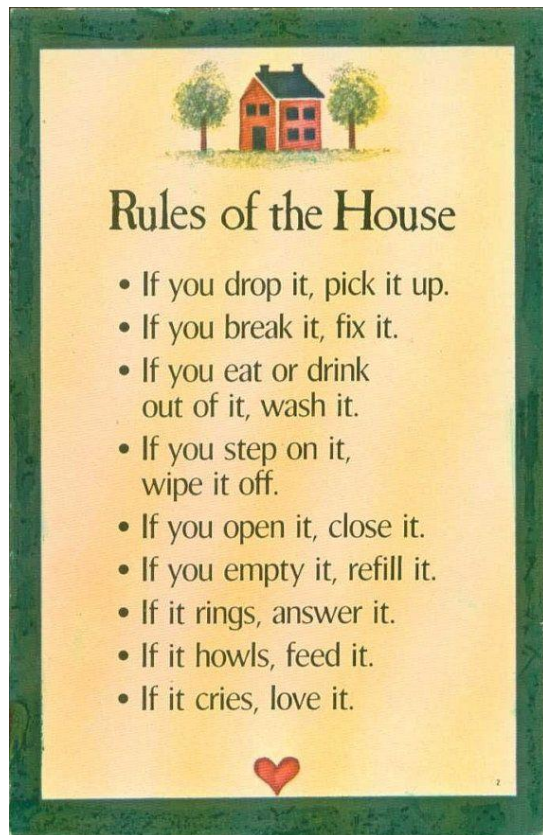 Rules of the House
• If you drop it, pick it up.
• If you break it, fix it.
• If you eat or drink
out of it, wash it.
• If you step on it,
wipe it off.
• If you open it, close it.
• If you empty it, refill it.
• If it rings, answer it.
• If it howls, feed it.
• If it cries, love it.
2